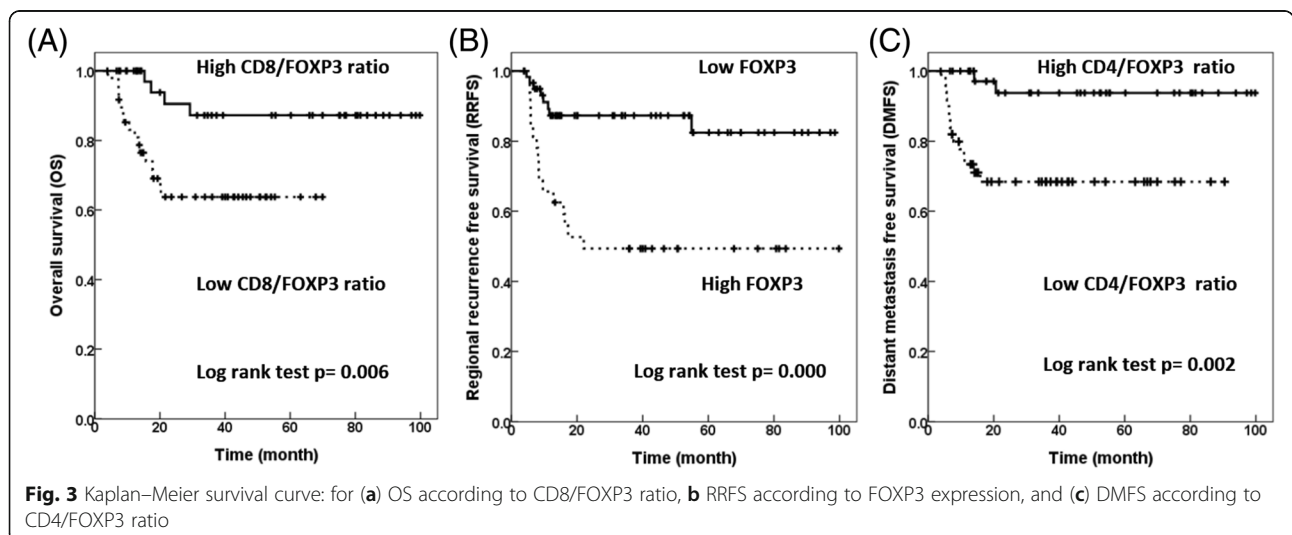 (A)
Overall survival (OS)
1.0
0.8
0.6
0.4
0.2
0.0
High CD8/FOXP3 ratio
Low CD8/FOXP3 ratio
Log rank test p= 0.006
0 20 40 60 80 100
Time (month)
(B)
Regional recurrence free survival (RRFS)
1.0
0.8
0.6
0.4
0.2
0.0
Low FOXP3
High FOXP3
Log rank test p= 0.000
0 20 40 60 80 100
Time (month)
(C)
Distant metastasis free survival (DMFS)
1.0
0.8
0.6
0.4
0.2
0.0
High CD4/FOXP3 ratio
Low CD4/FOXP3 ratio
Log rank test p= 0.002
0 20 40 60 80 100
Time (month)
Fig. 3 Kaplan–Meier survival curve: for (a) OS according to CD8/FOXP3 ratio, b RRFS according to FOXP3 expression, and (c) DMFS according to
CD4/FOXP3 ratio